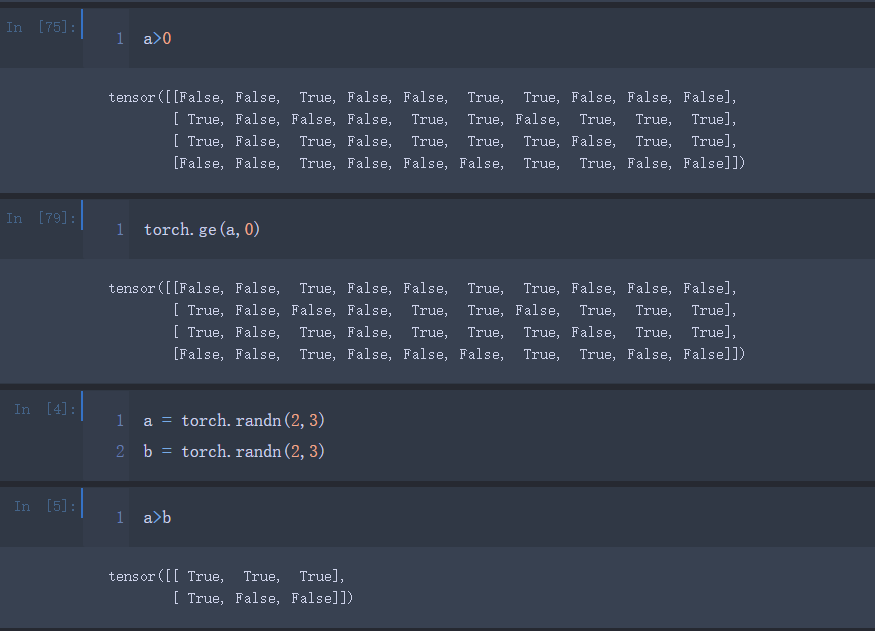 In [75]:
1 a>0
tensor([[False, False,  True, False, False,  True,  True, False, False, False],
        [ True, False, False, False,  True,  True, False,  True,  True,  True],
        [ True, False,  True, False,  True,  True,  True, False,  True,  True],
        [False, False,  True, False, False, False,  True,  True, False, False]])
In [79]:
1 torch.ge(a,0)
tensor([[False, False,  True, False, False,  True,  True, False, False, False],
        [ True, False, False, False,  True,  True, False,  True,  True,  True],
        [ True, False,  True, False,  True,  True,  True, False,  True,  True],
        [False, False,  True, False, False, False,  True,  True, False, False]])
In [4]:
1 a = torch.randn(2,3)
2 b = torch.randn(2,3)
In [5]:
1 a>b
tensor([[ True,  True,  True],
        [ True, False, False]])